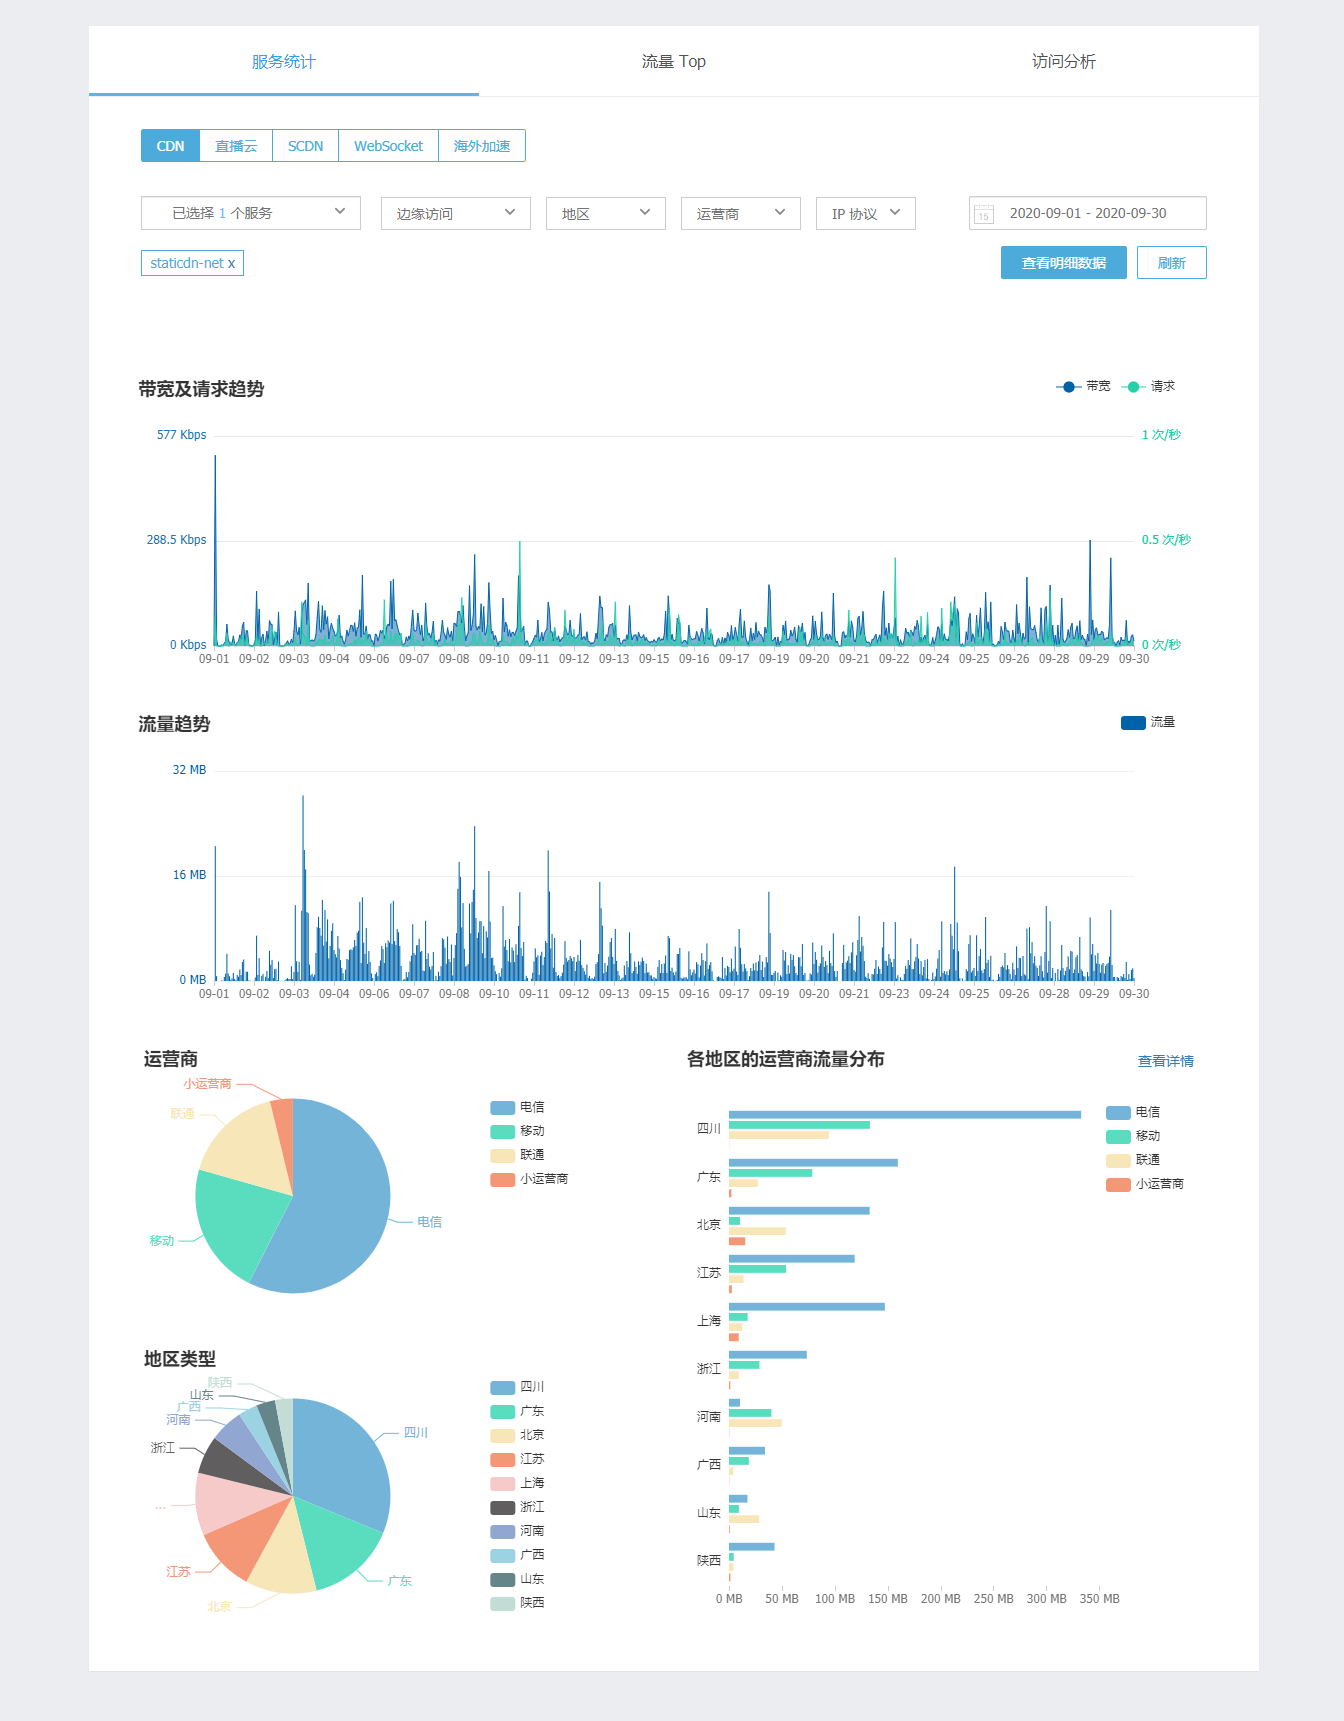 服务统计 流量 Top 访问分析
CDN 直播云 SCDN WebSocket 海外加速
已选择 1 个服务 边缘访问 地区 运营商 IP 协议 15 2020-09-01 - 2020-09-30
staticdn-net x 查看明细数据 刷新
带宽及请求趋势 带宽 请求
577 Kbps 1 次/秒
288.5 Kbps 0.5 次/秒
0 Kbps 0 次/秒
09-01 09-02 09-03 09-04 09-06 09-07 09-08 09-10 09-11 09-12 09-13 09-15 09-16 09-17 09-19 09-20 09-21 09-22 09-24 09-25 09-26 09-28 09-29 09-30
流量趋势 流量
32 MB
16 MB
0 MB
09-01 09-02 09-03 09-04 09-06 09-07 09-08 09-10 09-11 09-12 09-13 09-15 09-16 09-17 09-19 09-20 09-21 09-23 09-24 09-25 09-26 09-28 09-29 09-30
运营商
小运营商
联通
移动
电信
电信
移动
联通
小运营商
地区类型
陕西
山东
广西
河南
浙江
...
江苏
北京
广东
四川
四川
广东
北京
江苏
上海
浙江
河南
广西
山东
陕西
各地区的运营商流量分布 查看详情
电信
移动
联通
小运营商
四川
广东
北京
江苏
上海
浙江
河南
广西
山东
陕西
0 MB 50 MB 100 MB 150 MB 200 MB 250 MB 300 MB 350 MB